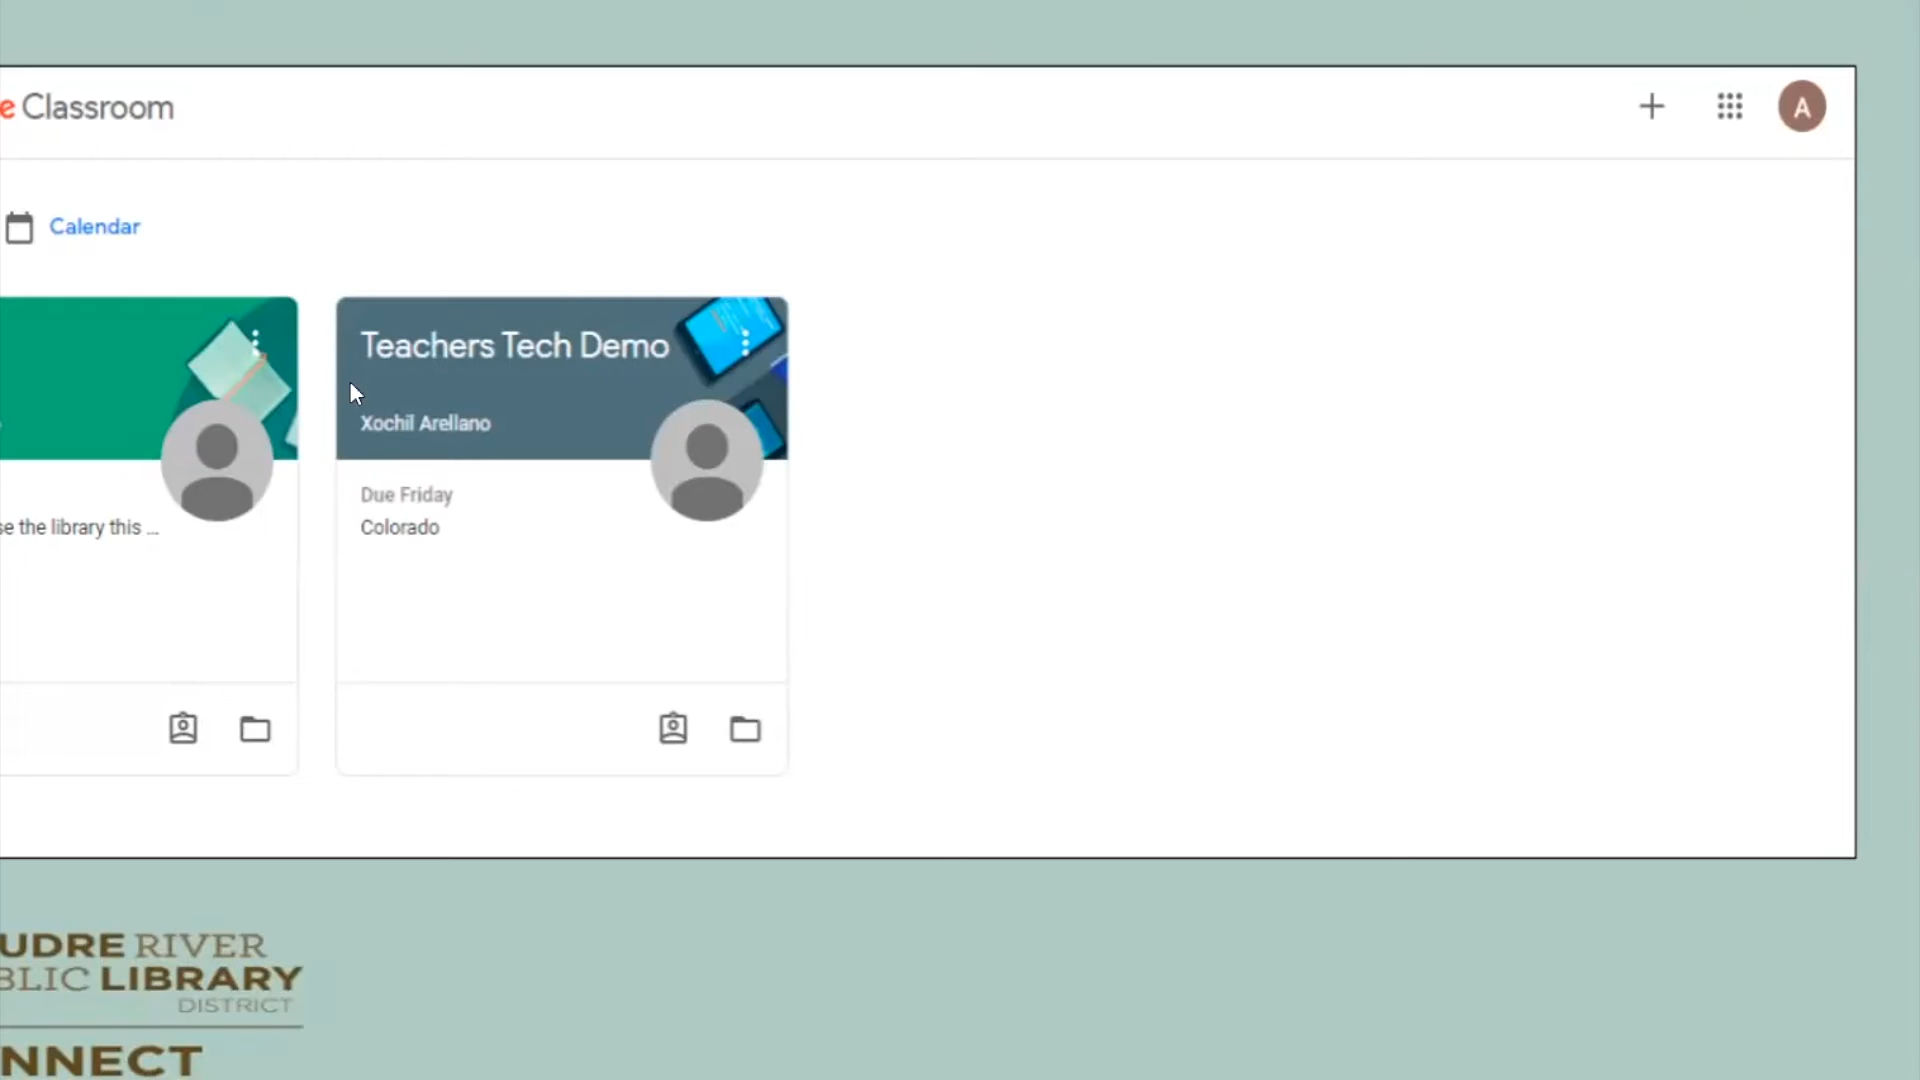 e Classroom
A
Calendar
Teachers Tech Demo
Xochil Arellano
Due Friday
Colorado
se the library this ...
UDRE RIVER
BLIC LIBRARY
DISTRICT
NNECT